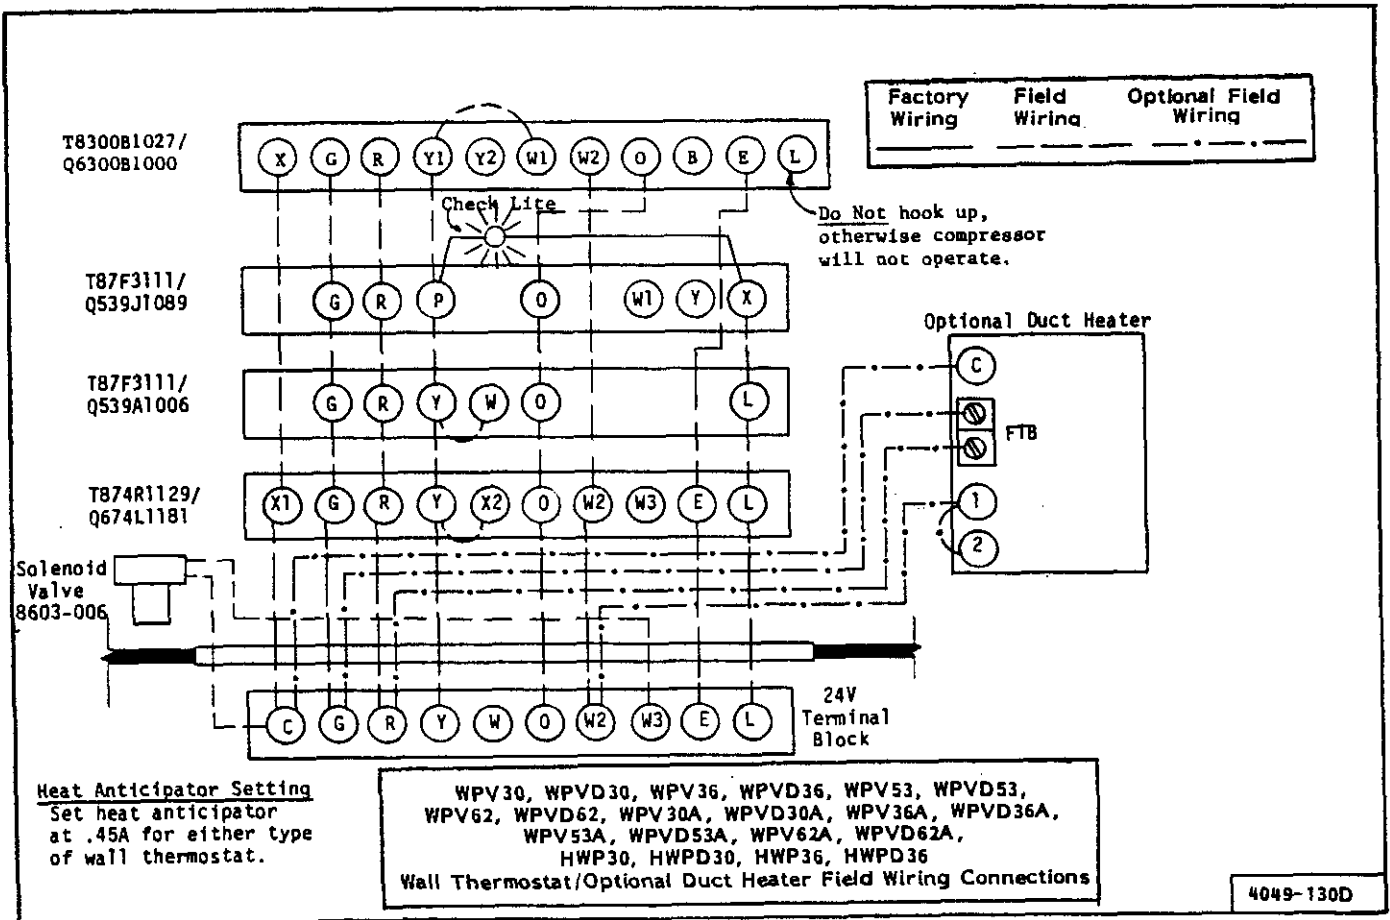 Factory Wiring
Field Wiring
Optional Field Wiring
T8300B1027/
Q6300B1000
X G R Y1 Y2 W1 W2 O B E L
Check Lite
Do Not hook up,
otherwise compressor
will not operate.
T87F3111/
Q539J1089
G R P O W1 Y X
Optional Duct Heater
C
FTB
1
2
T87F3111/
Q539A1006
G R Y W O L
T874R1129/
Q674L1181
X1 G R Y X2 O W2 W3 E L
Solenoid
Valve
8603-006
C G R Y W O W2 W3 E L
24V
Terminal
Block
Heat Anticipator Setting
Set heat anticipator
at .45A for either type
of wall thermostat.
WPV30, WPVD30, WPV36, WPVD36, WPV53, WPVD53,
WPV62, WPVD62, WPV30A, WPVD30A, WPV36A, WPVD36A,
WPV53A, WPVD53A, WPV62A, WPVD62A,
HWP30, HWPD30, HWP36, HWPD36
Wall Thermostat/Optional Duct Heater Field Wiring Connections
4049-130D